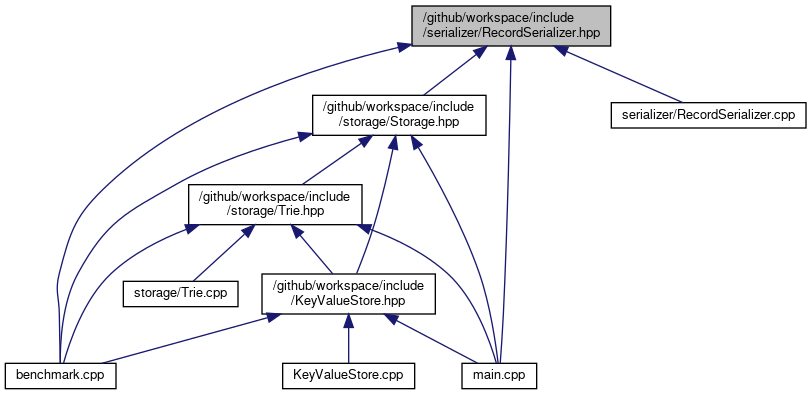 /github/workspace/include
/serializer/RecordSerializer.hpp
/github/workspace/include
/storage/Storage.hpp
serializer/RecordSerializer.cpp
/github/workspace/include
/storage/Trie.hpp
storage/Trie.cpp
/github/workspace/include
/KeyValueStore.hpp
benchmark.cpp
KeyValueStore.cpp
main.cpp